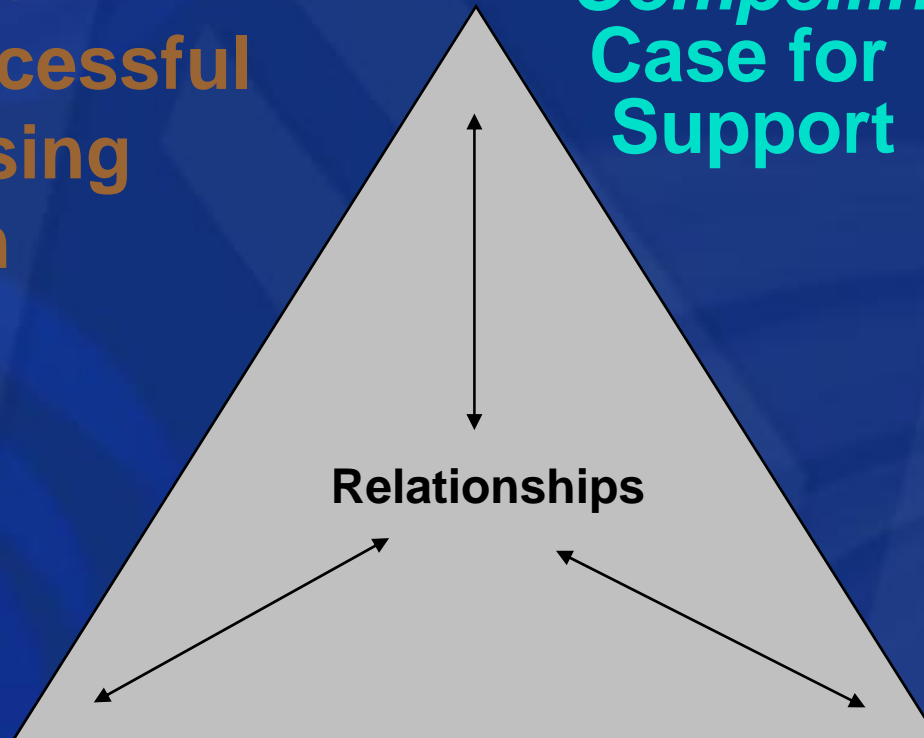 cessful
sing
Case for
Support
Relationships